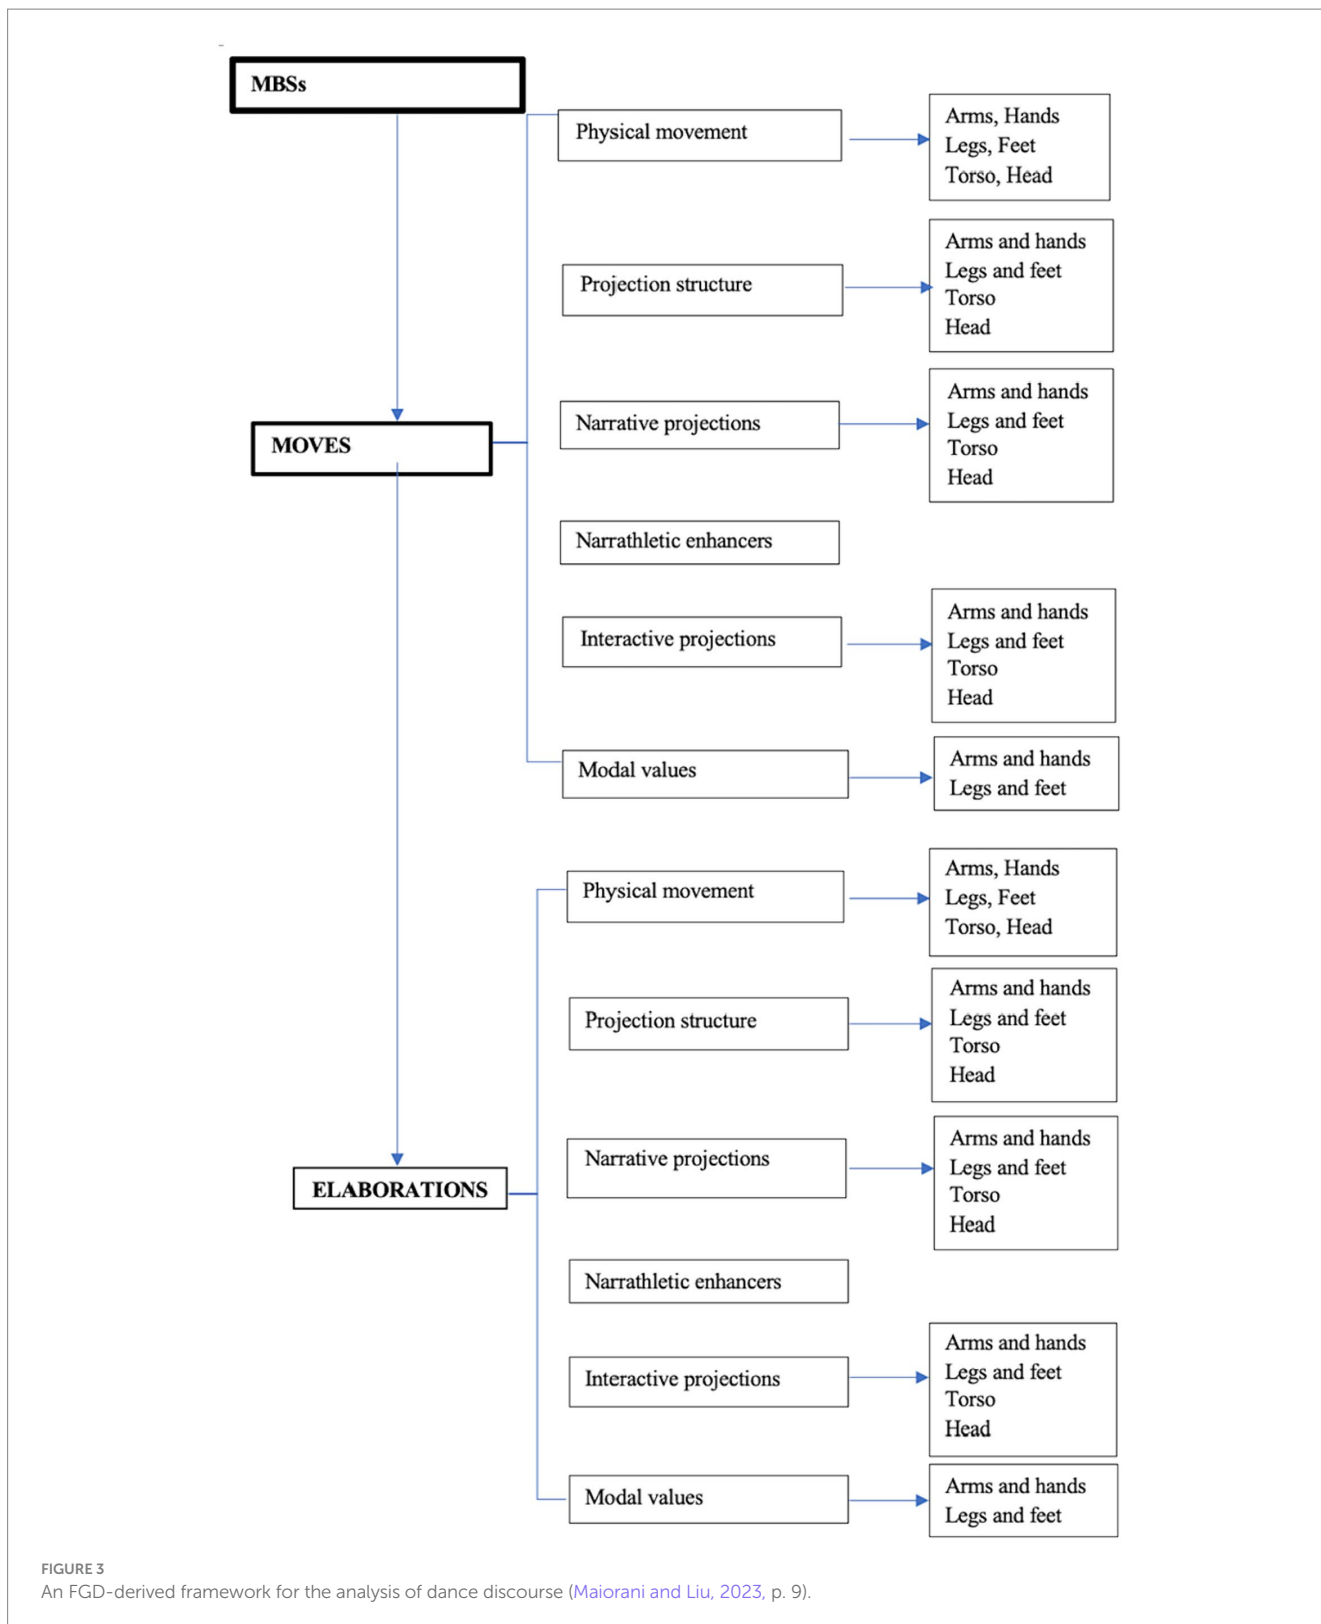 MBSs
Physical movement
Arms, Hands
Legs, Feet
Torso, Head
Projection structure
Arms and hands
Legs and feet
Torso
Head
MOVES
Narrative projections
Arms and hands
Legs and feet
Torso
Head
Narrathletic enhancers
Interactive projections
Arms and hands
Legs and feet
Torso
Head
Modal values
Arms and hands
Legs and feet
ELABORATIONS
Physical movement
Arms, Hands
Legs, Feet
Torso, Head
Projection structure
Arms and hands
Legs and feet
Torso
Head
Narrative projections
Arms and hands
Legs and feet
Torso
Head
Narrathletic enhancers
Interactive projections
Arms and hands
Legs and feet
Torso
Head
Modal values
Arms and hands
Legs and feet
FIGURE 3
An FGD-derived framework for the analysis of dance discourse (Maiorani and Liu, 2023, p. 9).